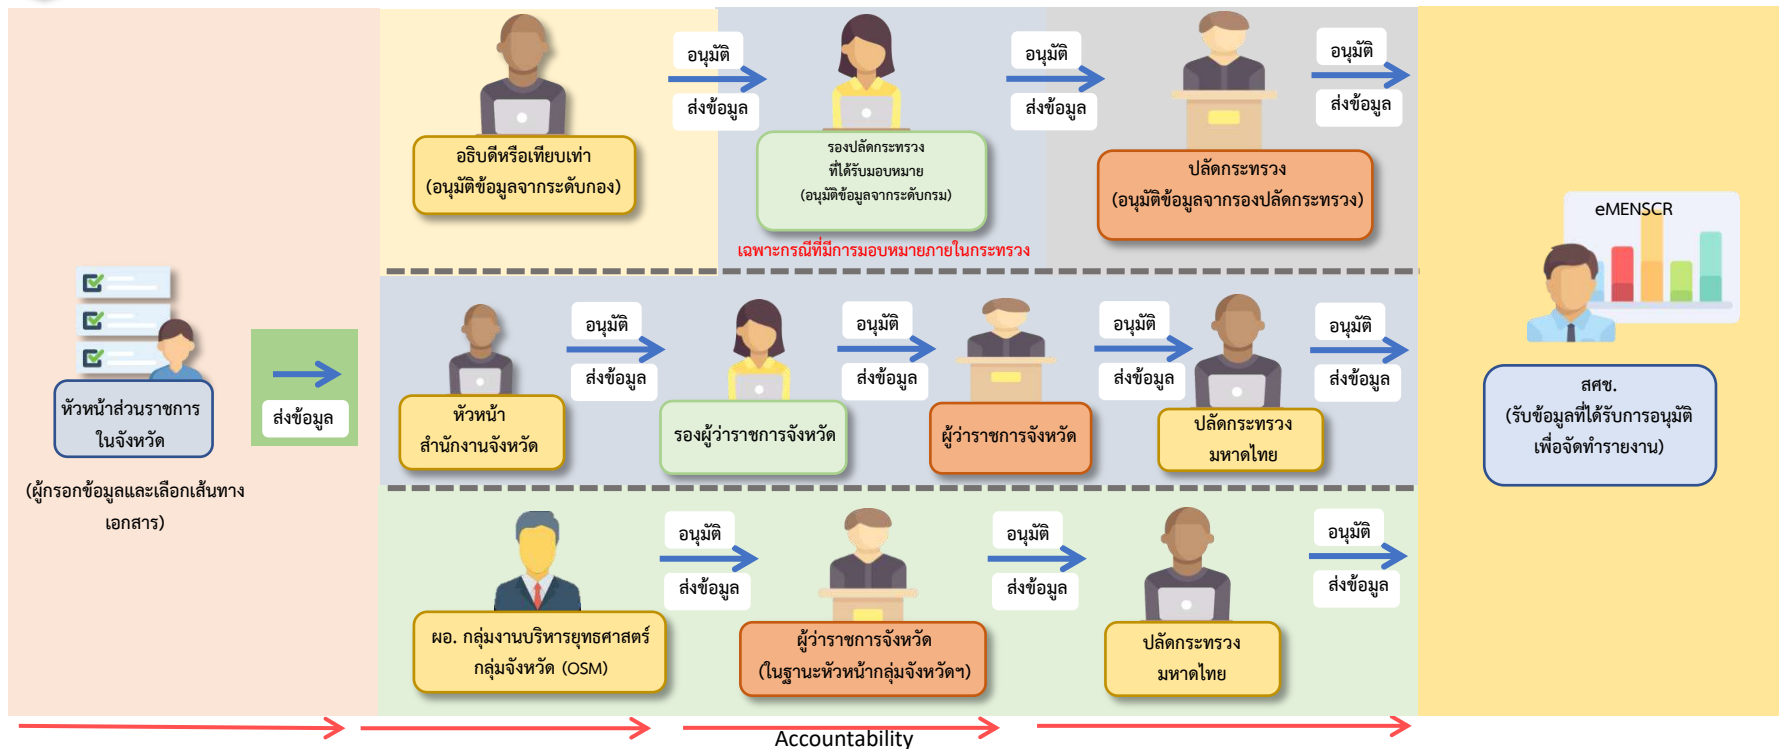 อนุมัติ
ส่งข้อมูล
อนุมัติ
ส่งข้อมูล
อนุมัติ
ส่งข้อมูล
อธิบดีหรือเทียบเท่า
(อนุมัติข้อมูลจากระดับกอง)
รองปลัดกระทรวง
ที่ได้รับมอบหมาย
(อนุมัติข้อมูลจากระดับกรม)
ปลัดกระทรวง
(อนุมัติข้อมูลจากรองปลัดกระทรวง)
เฉพาะกรณีที่มีการมอบหมายภายในกระทรวง
eMENSCR
หัวหน้าส่วนราชการ
ในจังหวัด
(ผู้กรอกข้อมูลและเลือกเส้นทาง
เอกสาร)
ส่งข้อมูล
อนุมัติ
ส่งข้อมูล
อนุมัติ
ส่งข้อมูล
อนุมัติ
ส่งข้อมูล
อนุมัติ
ส่งข้อมูล
หัวหน้า
สำนักงานจังหวัด
รองผู้ว่าราชการจังหวัด
ผู้ว่าราชการจังหวัด
ปลัดกระทรวง
มหาดไทย
สศช.
(รับข้อมูลที่ได้รับการอนุมัติ
เพื่อจัดทำรายงาน)
อนุมัติ
ส่งข้อมูล
อนุมัติ
ส่งข้อมูล
อนุมัติ
ส่งข้อมูล
ผอ. กลุ่มงานบริหารยุทธศาสตร์
กลุ่มจังหวัด (OSM)
ผู้ว่าราชการจังหวัด
(ในฐานะหัวหน้ากลุ่มจังหวัดฯ)
ปลัดกระทรวง
มหาดไทย
Accountability